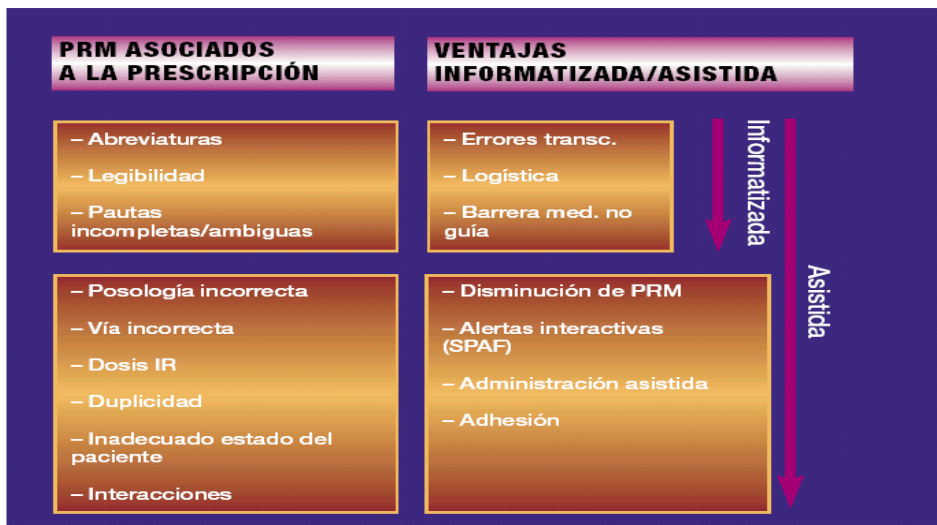 PRM ASOCIADOS
A LA PRESCRIPCIÓN
– Abreviaturas
– Legibilidad
– Pautas
incompletas/ambiguas
– Posología incorrecta
– Vía incorrecta
– Dosis IR
– Duplicidad
– Inadecuado estado del
paciente
– Interacciones
VENTAJAS
INFORMATIZADA/ASISTIDA
– Errores transc.
– Logística
– Barrera med. no
guía
– Disminución de PRM
– Alertas interactivas
(SPAF)
– Administración asistida
– Adhesión
Informatizada
Asistida